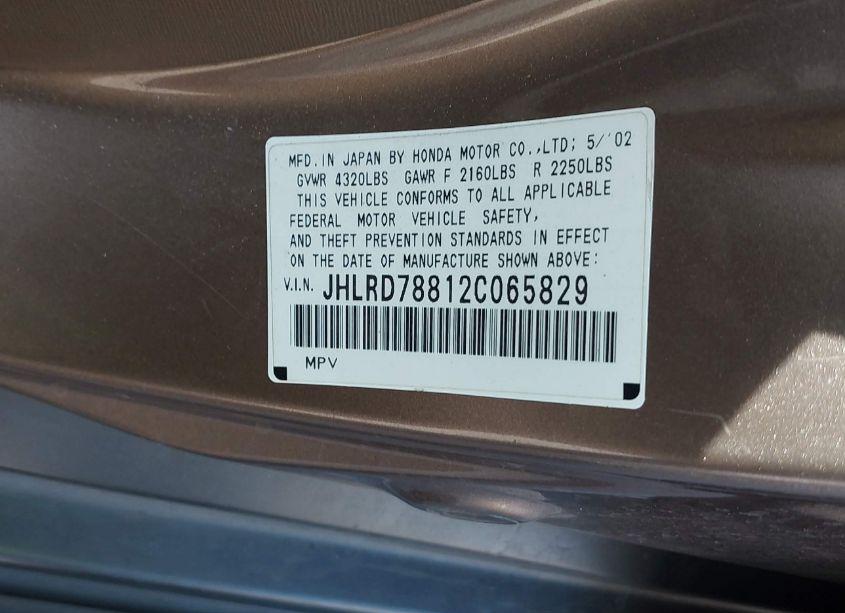 MFD. IN JAPAN BY HONDA MOTOR CO.,LTD; 5/'02
GVWR 4320LBS GAWR F 2160LBS R 2250LBS
THIS VEHICLE CONFORMS TO ALL APPLICABLE
FEDERAL MOTOR VEHICLE SAFETY,
AND THEFT PREVENTION STANDARDS IN EFFECT
ON THE DATE OF MANUFACTURE SHOWN ABOVE:
V.I.N. JHLRD78812C065829
MPV